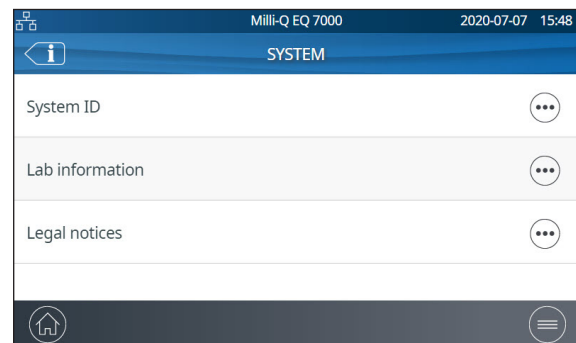 Milli-Q EQ 7000 2020-07-07 15:48
i SYSTEM
System ID
Lab information
Legal notices